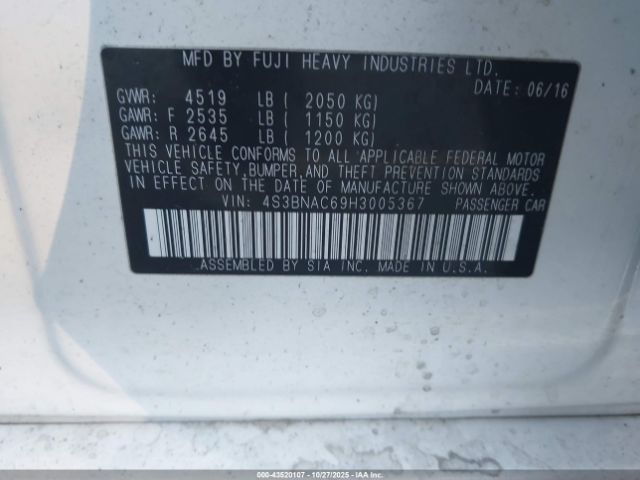 MFD BY FUJI HEAVY INDUSTRIES LTD.
DATE: 06/16
GVWR: 4519 LB ( 2050 KG)
GAWR: F 2535 LB ( 1150 KG)
GAWR: R 2645 LB ( 1200 KG)
THIS VEHICLE CONFORMS TO ALL APPLICABLE FEDERAL MOTOR
VEHICLE SAFETY, BUMPER, AND THEFT PREVENTION STANDARDS
IN EFFECT ON THE DATE OF MANUFACTURE SHOWN ABOVE.
VIN: 4S3BNAC69H3005367 PASSENGER CAR
ASSEMBLED BY SIA INC. MADE IN U.S.A.
000-43520107 - 10/27/2025 - IAAI.com